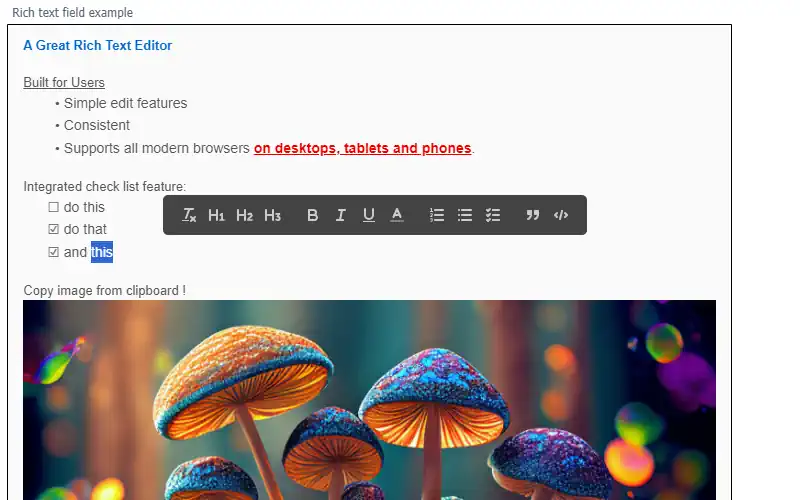 Rich text field example
A Great Rich Text Editor
Built for Users
• Simple edit features
• Consistent
• Supports all modern browsers on desktops, tablets and phones.
Integrated check list feature:
☐ do this
H1 H2 H3 B I U A
☑ do that
☑ and this
Copy image from clipboard !